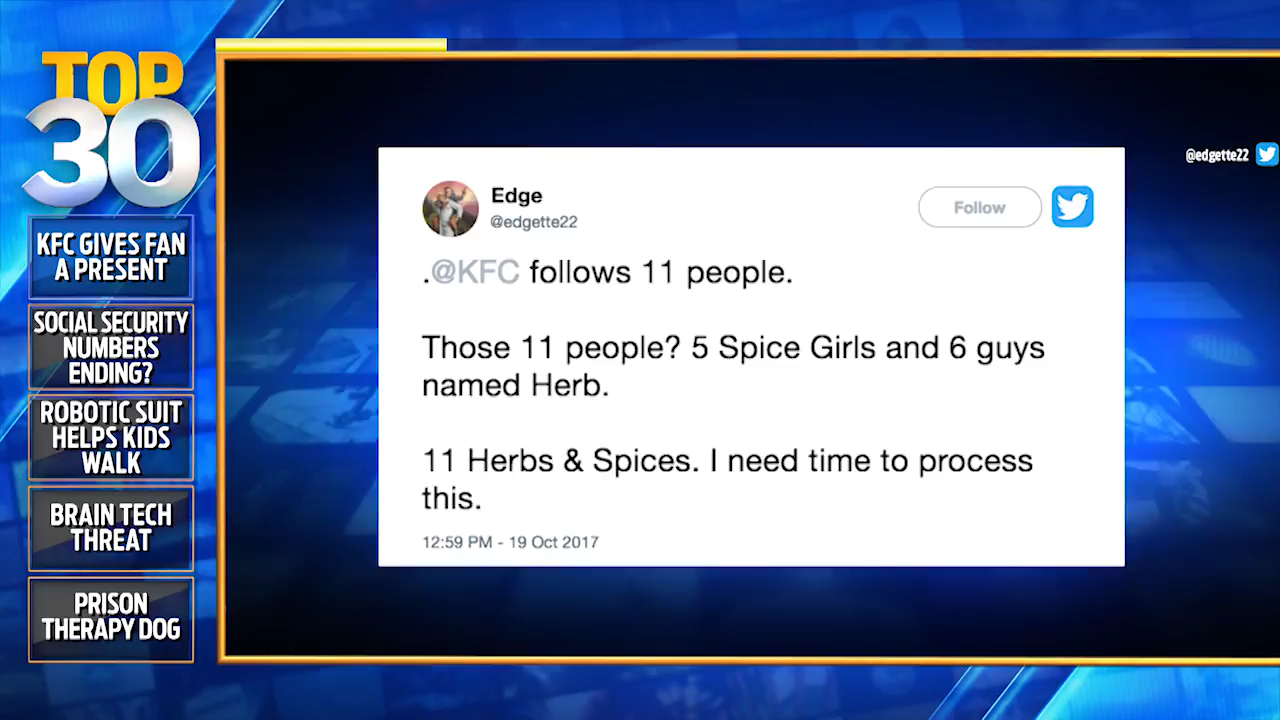 TOP
30
KFC GIVES FAN
A PRESENT
SOCIAL SECURITY
NUMBERS
ENDING?
ROBOTIC SUIT
HELPS KIDS
WALK
BRAIN TECH
THREAT
PRISON
THERAPY DOG
@edgette22
Edge
@edgette22
Follow
.@KFC follows 11 people.
Those 11 people? 5 Spice Girls and 6 guys
named Herb.
11 Herbs & Spices. I need time to process
this.
12:59 PM - 19 Oct 2017